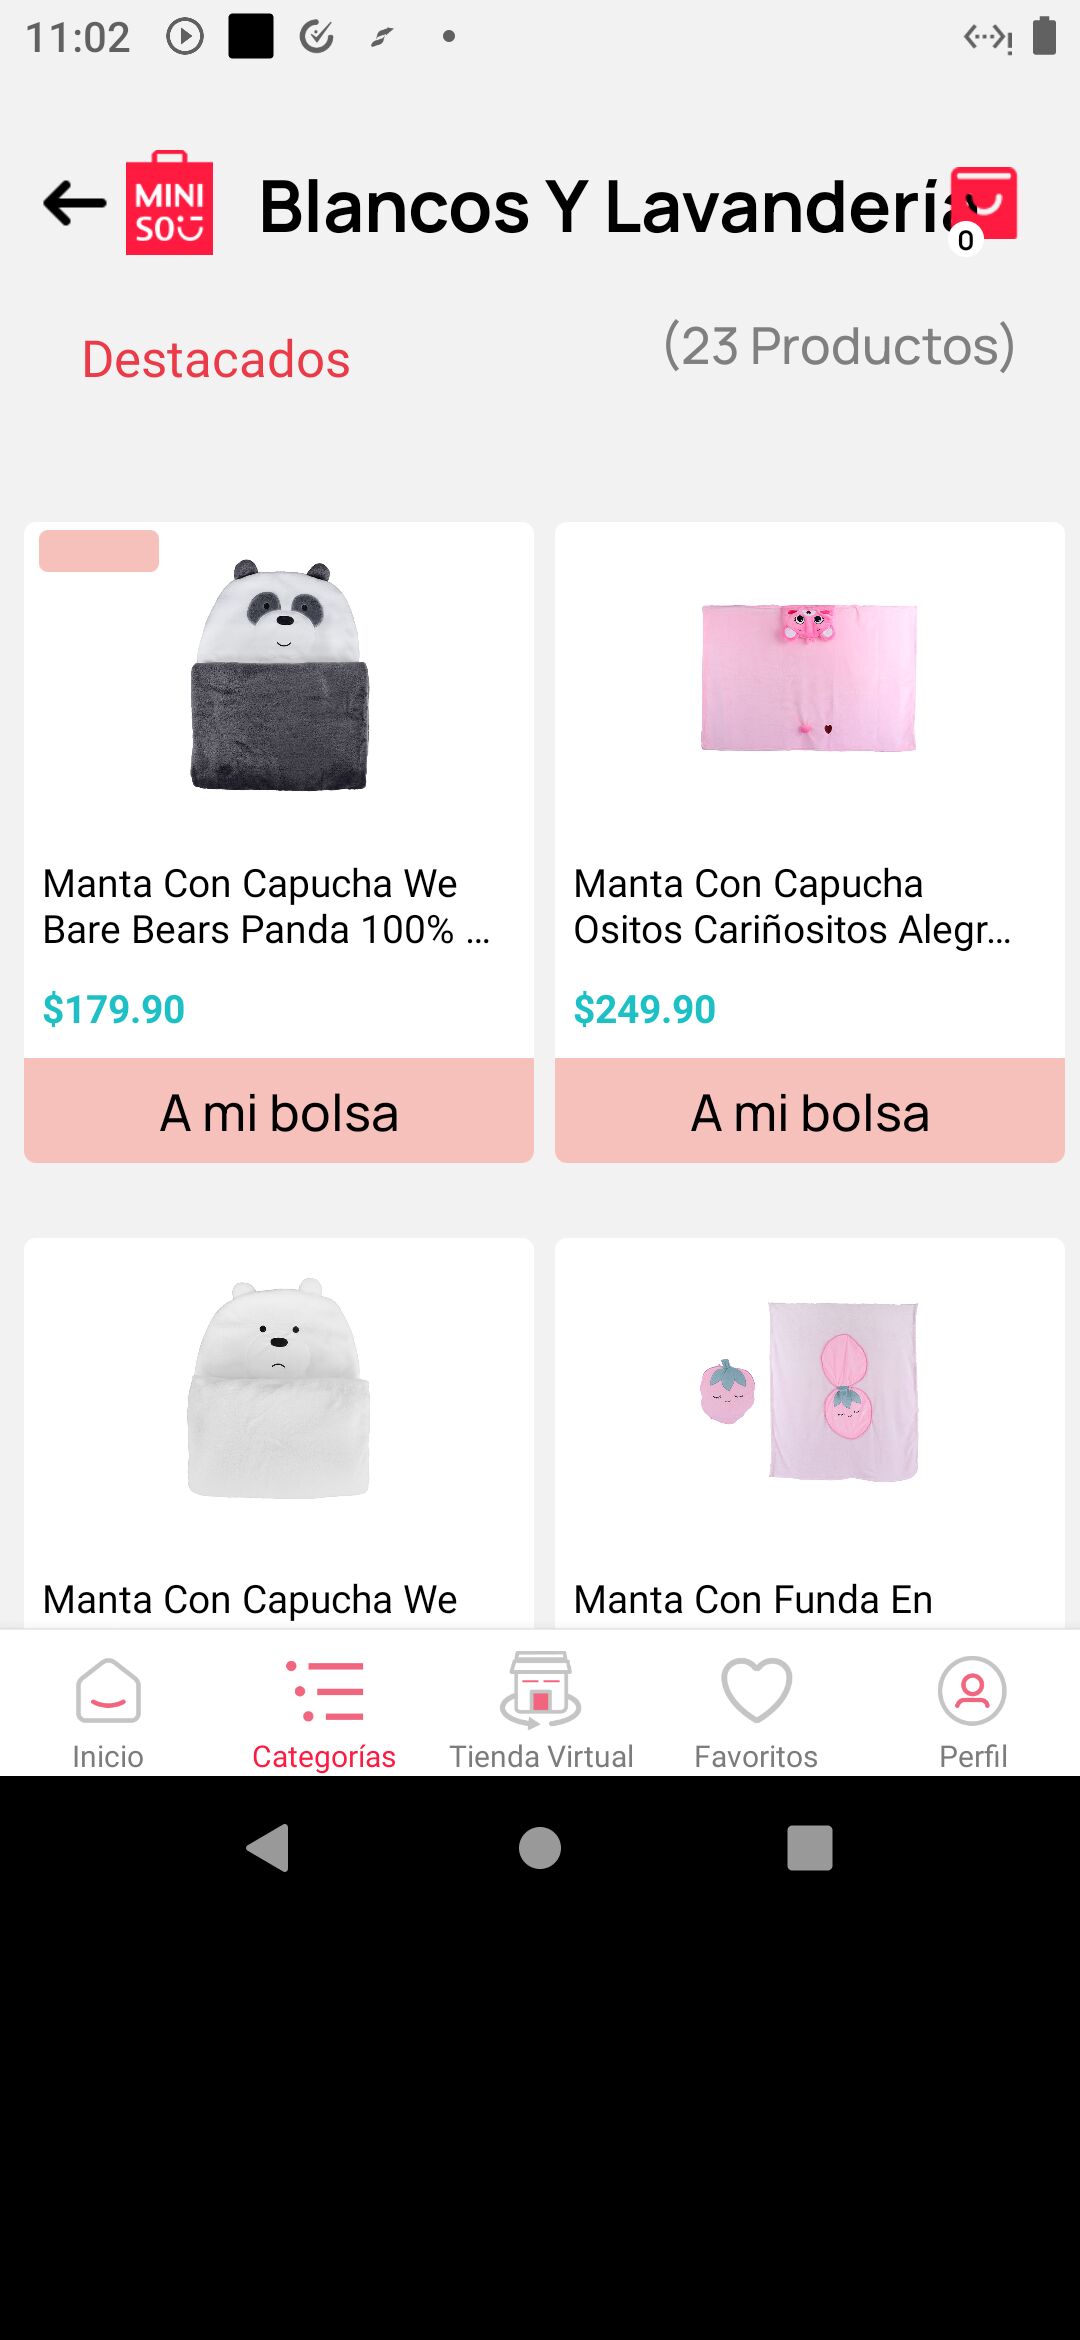 11:02
MINI
SO
Blancos Y Lavandería
0
Destacados
(23 Productos)
Manta Con Capucha We
Bare Bears Panda 100% ...
$179.90
A mi bolsa
Manta Con Capucha
Ositos Cariñositos Alegr...
$249.90
A mi bolsa
Manta Con Capucha We
Manta Con Funda En
Inicio
Categorías
Tienda Virtual
Favoritos
Perfil